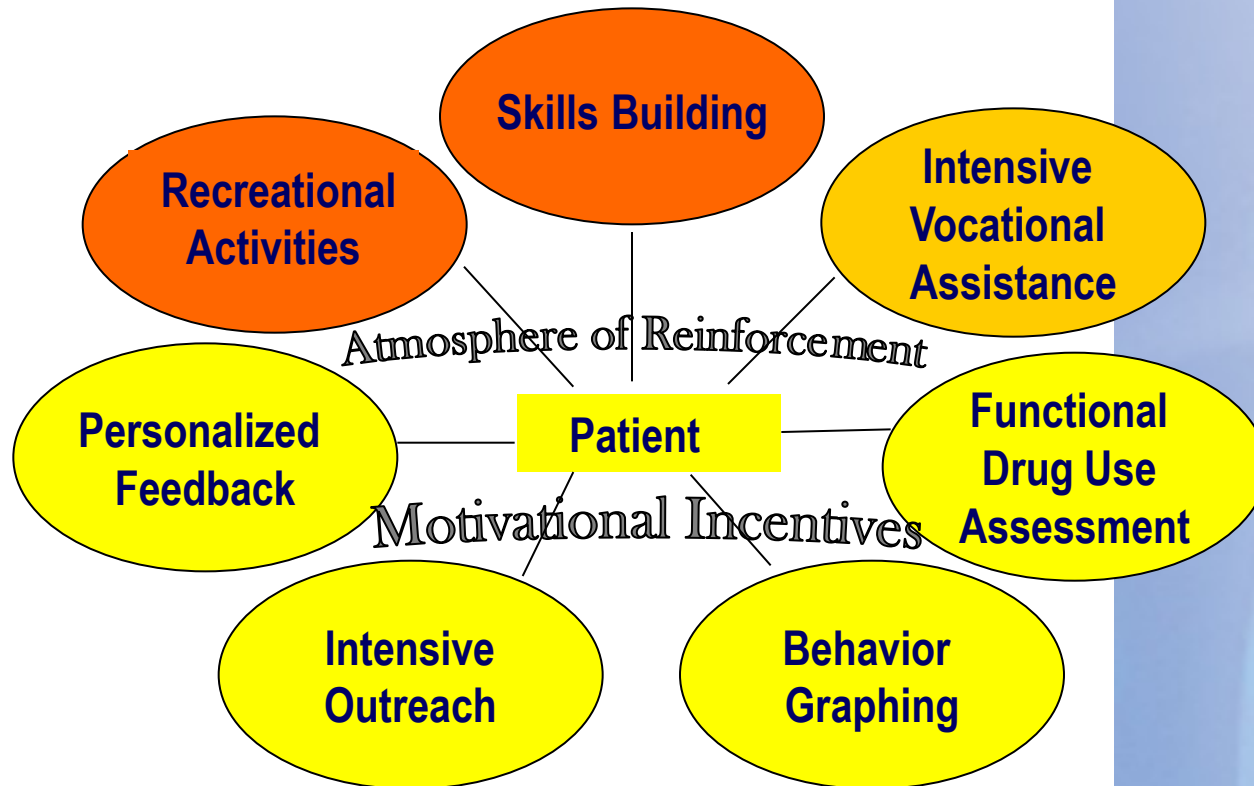 Skills Building
Recreational
Activities
Intensive
Vocational
Assistance
Atmosphere of Reinforcement
Personalized
Feedback
Patient
Functional
Drug Use
Assessment
Motivational Incentives
Intensive
Outreach
Behavior
Graphing